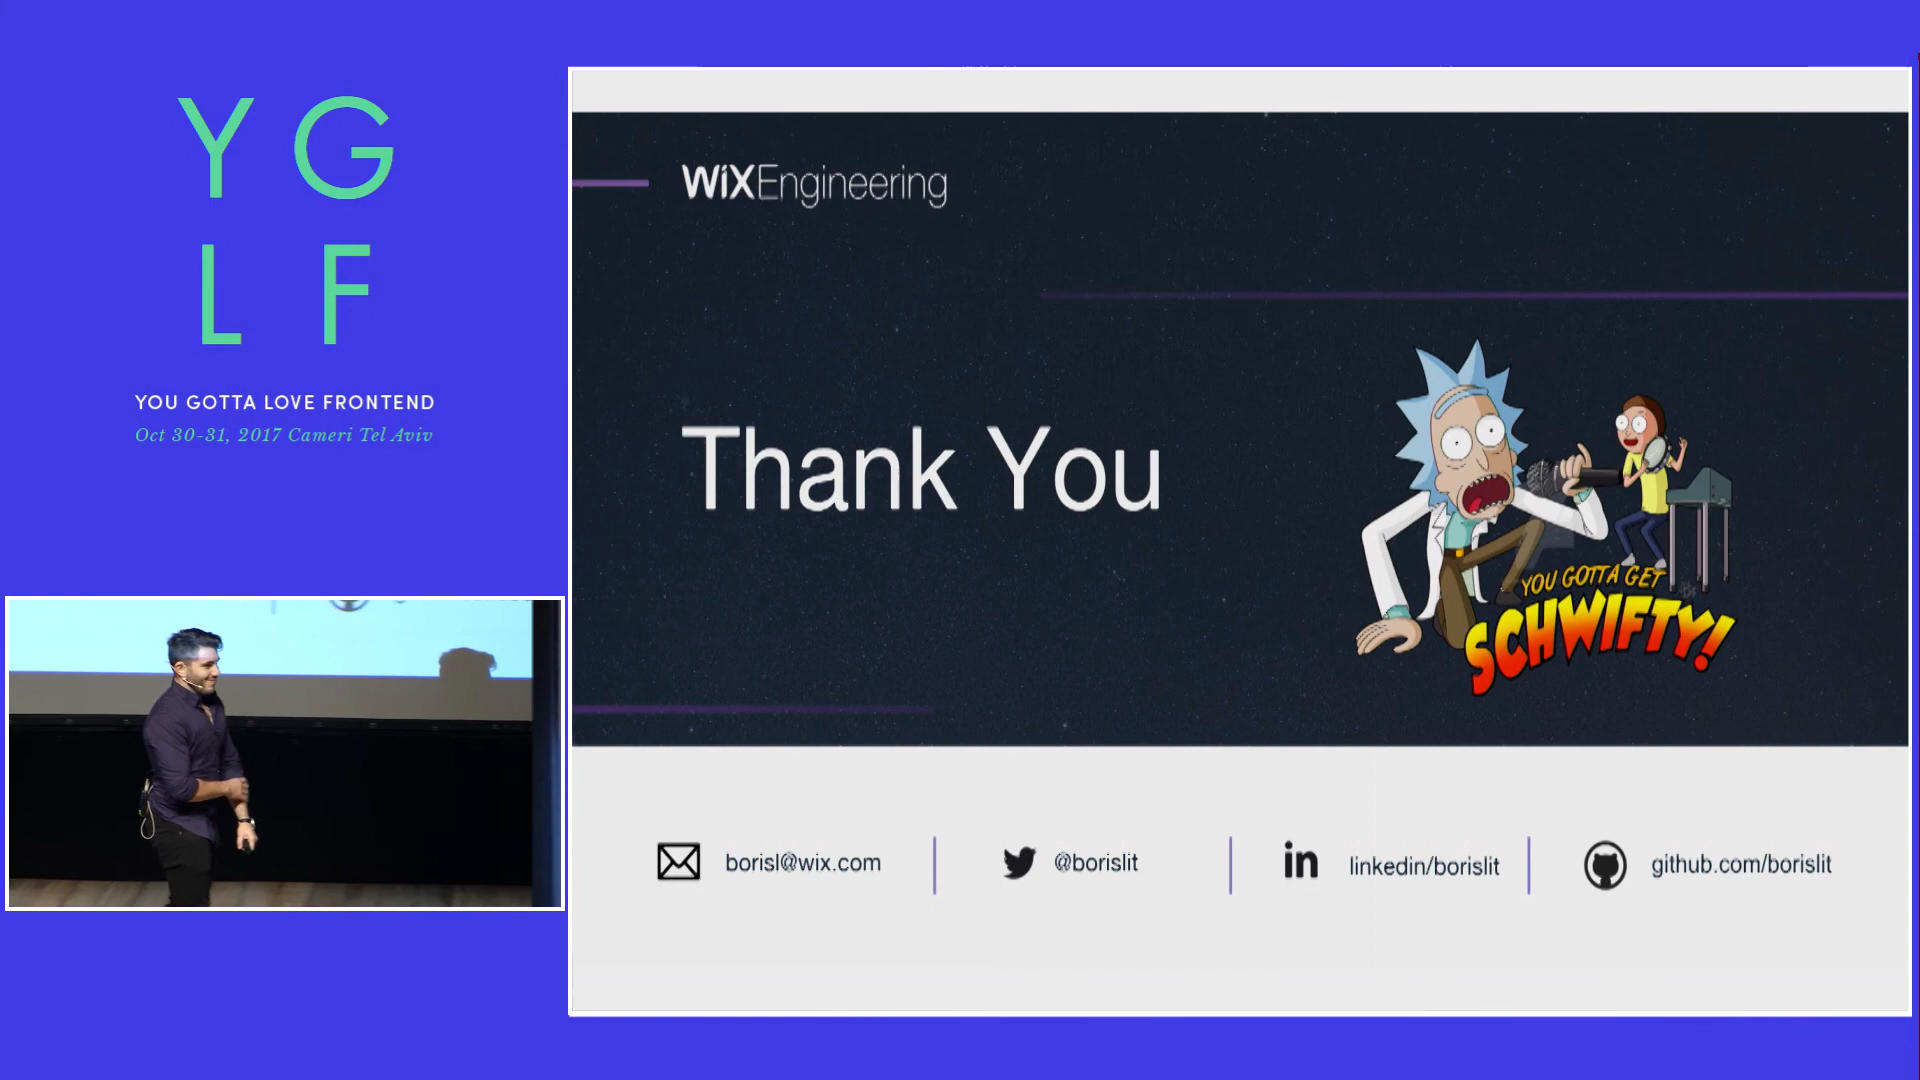 Y G
L F
YOU GOTTA LOVE FRONTEND
Oct 30-31, 2017 Cameri Tel Aviv
WiXEngineering
Thank You
YOU GOTTA GET
SCHWIFTY!
borisl@wix.com
@borislit
linkedin/borislit
github.com/borislit